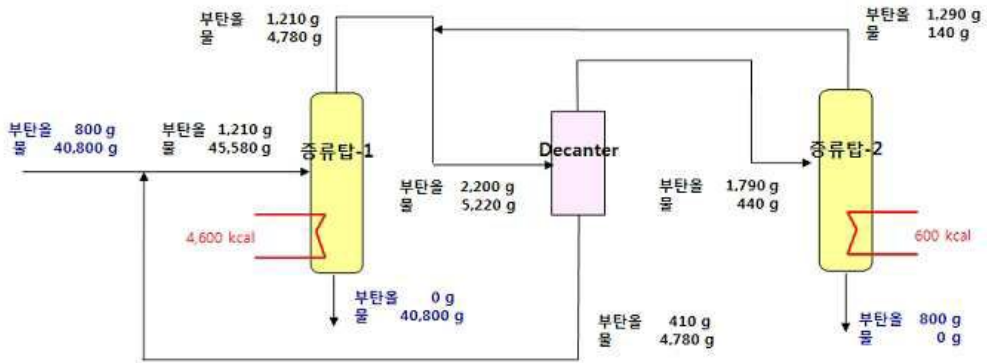 부탄올 1,210 g
물 4,780 g
부탄올 1,290 g
물 140 g
부탄올 800 g
물 40,800 g
부탄올 1,210 g
물 45,580 g
증류탑-1
Decanter
증류탑-2
부탄올 2,200 g
물 5,220 g
부탄올 1,790 g
물 440 g
4,600 kcal
600 kcal
부탄올 0 g
물 40,800 g
부탄올 410 g
물 4,780 g
부탄올 800 g
물 0 g